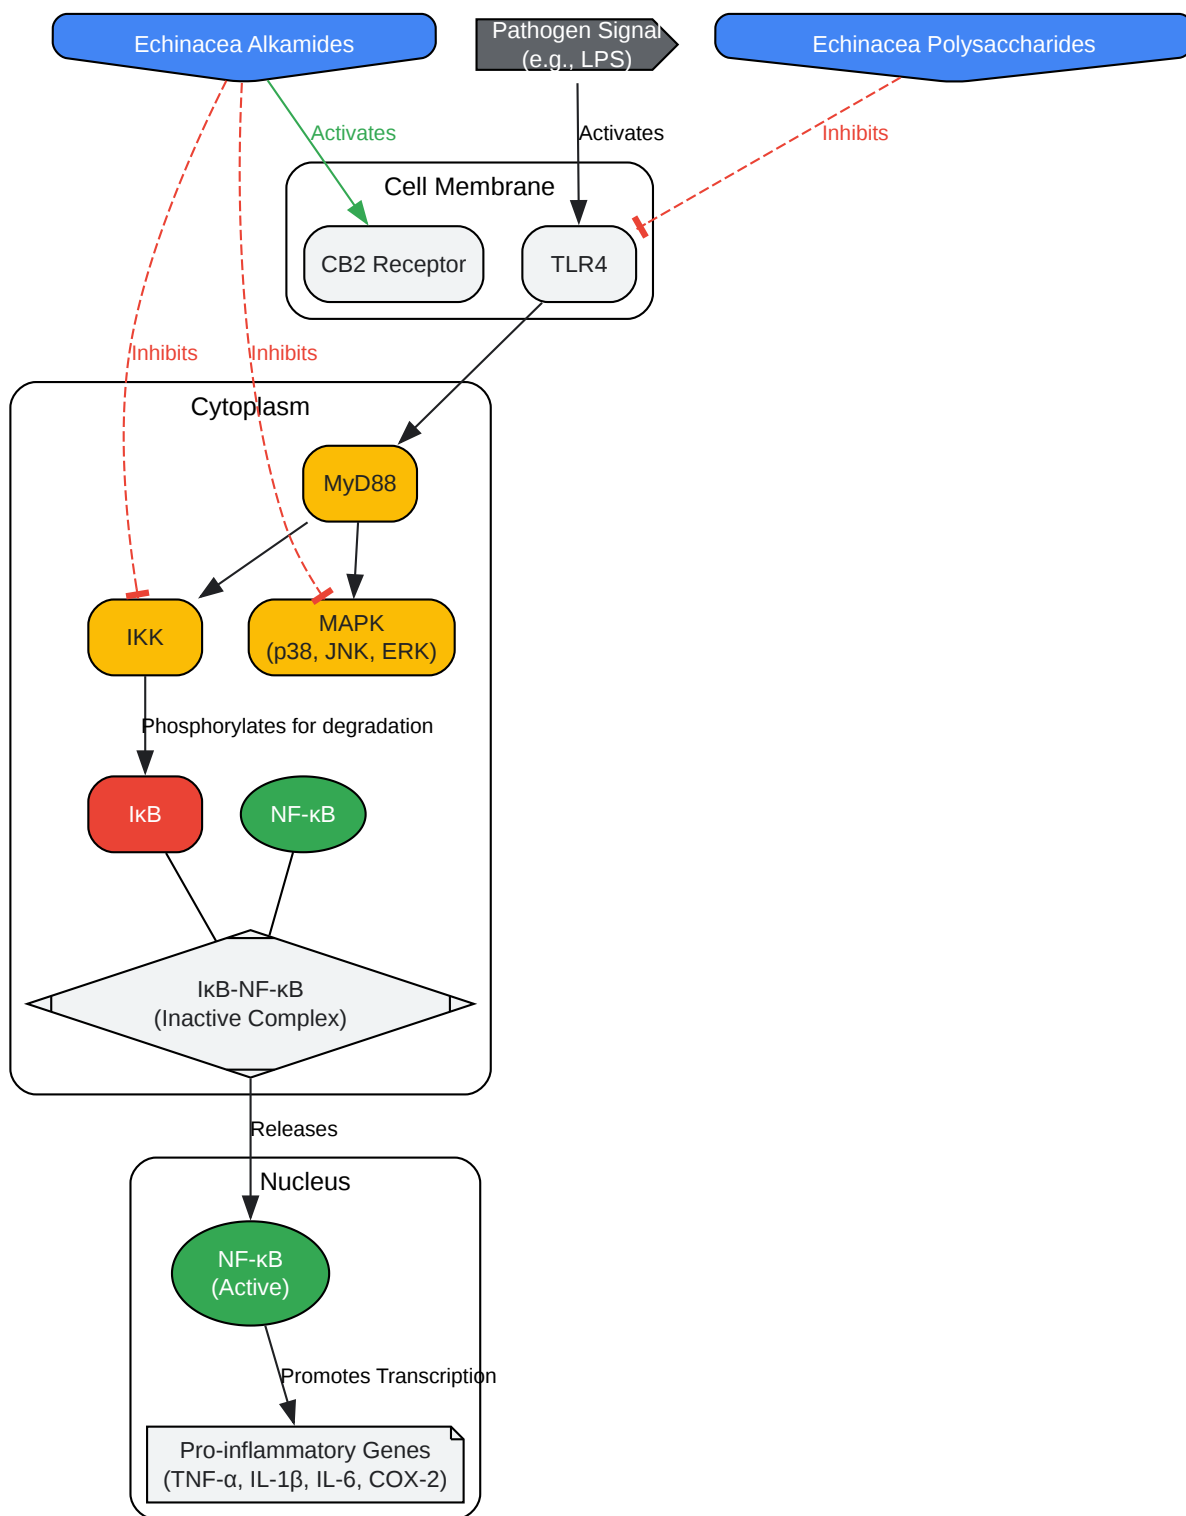 Echinacea Alkamides
Pathogen Signal
(e.g., LPS)
Echinacea Polysaccharides
Activates
Activates
Inhibits
Cell Membrane
CB2 Receptor
TLR4
Inhibits
Inhibits
Cytoplasm
MyD88
IKK
MAPK
(p38, JNK, ERK)
Phosphorylates for degradation
IκB
NF-κB
IκB-NF-κB
(Inactive Complex)
Releases
Nucleus
NF-κB
(Active)
Promotes Transcription
Pro-inflammatory Genes
(TNF-α, IL-1β, IL-6, COX-2)